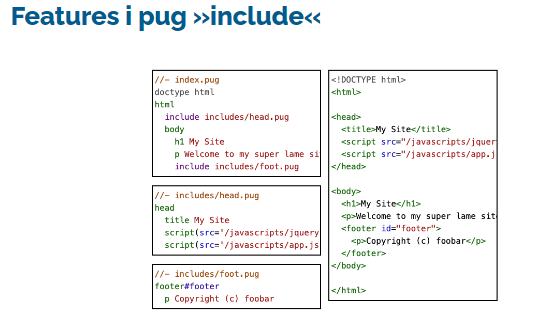 Features i pug »include«
//- index.pug
doctype html
html
include includes/head.pug
body
h1 My Site
p Welcome to my super lame
include includes/foot.pug
//- includes/head.pug
head
title My Site
script(src='/javascripts/jquery
script(src='/javascripts/app.js
//- includes/foot.pug
footer#footer
p Copyright (c) foobar
<!DOCTYPE html>
<html>
<head>
<title>My Site</title>
<script src="/javascripts/jquer
<script src="/javascripts/app.j
</head>
<body>
<h1>My Site</h1>
<p>Welcome to my super lame
<footer id="footer">
<p>Copyright (c) foobar</p>
</footer>
</body>
</html>